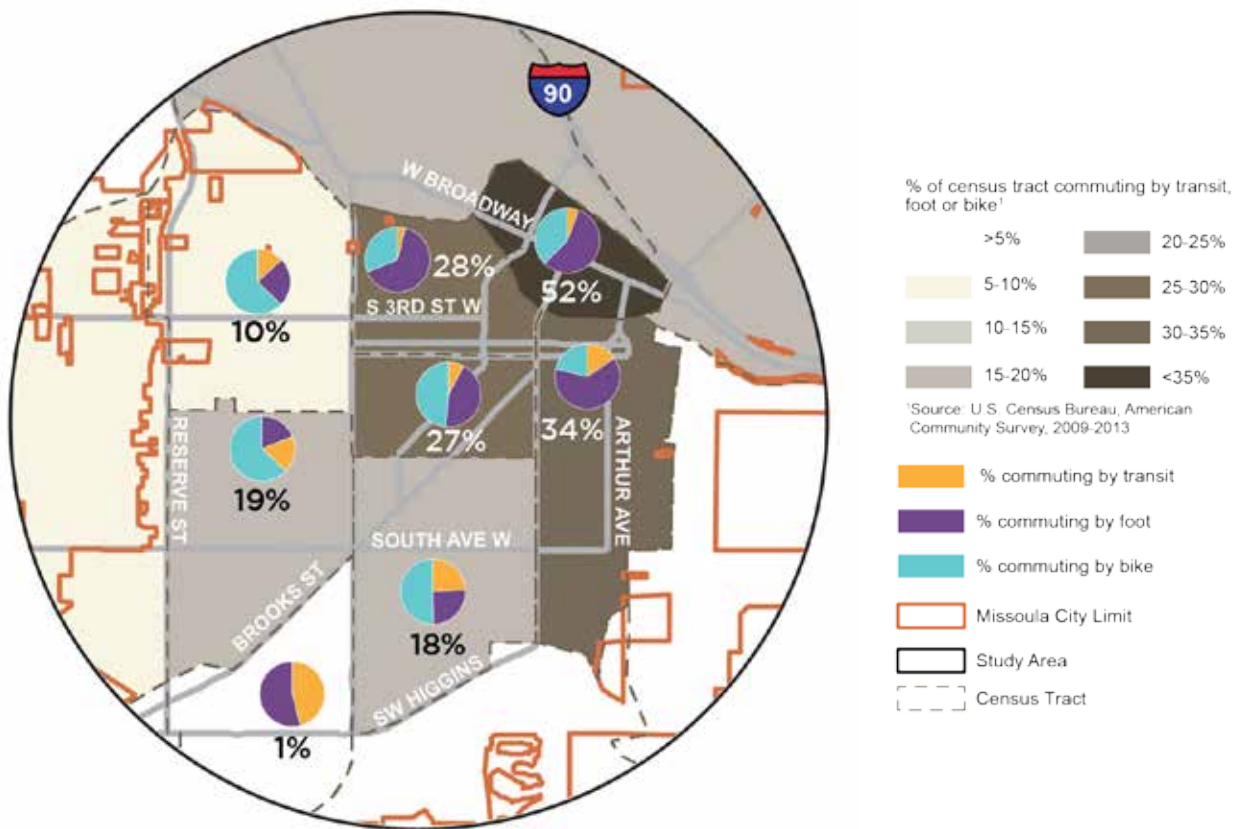 90
W BROADWAY
28%
52%
S 3RD ST W
10%
27%
34%
RESERVE ST
ARTHUR AVE
19%
SOUTH AVE W
BROOKS ST
18%
SW HIGGINS
1%
% of census tract commuting by transit,
foot or bike¹
>5%
20-25%
5-10%
25-30%
10-15%
30-35%
15-20%
<35%
¹Source: U.S. Census Bureau, American
Community Survey, 2009-2013
% commuting by transit
% commuting by foot
% commuting by bike
Missoula City Limit
Study Area
Census Tract